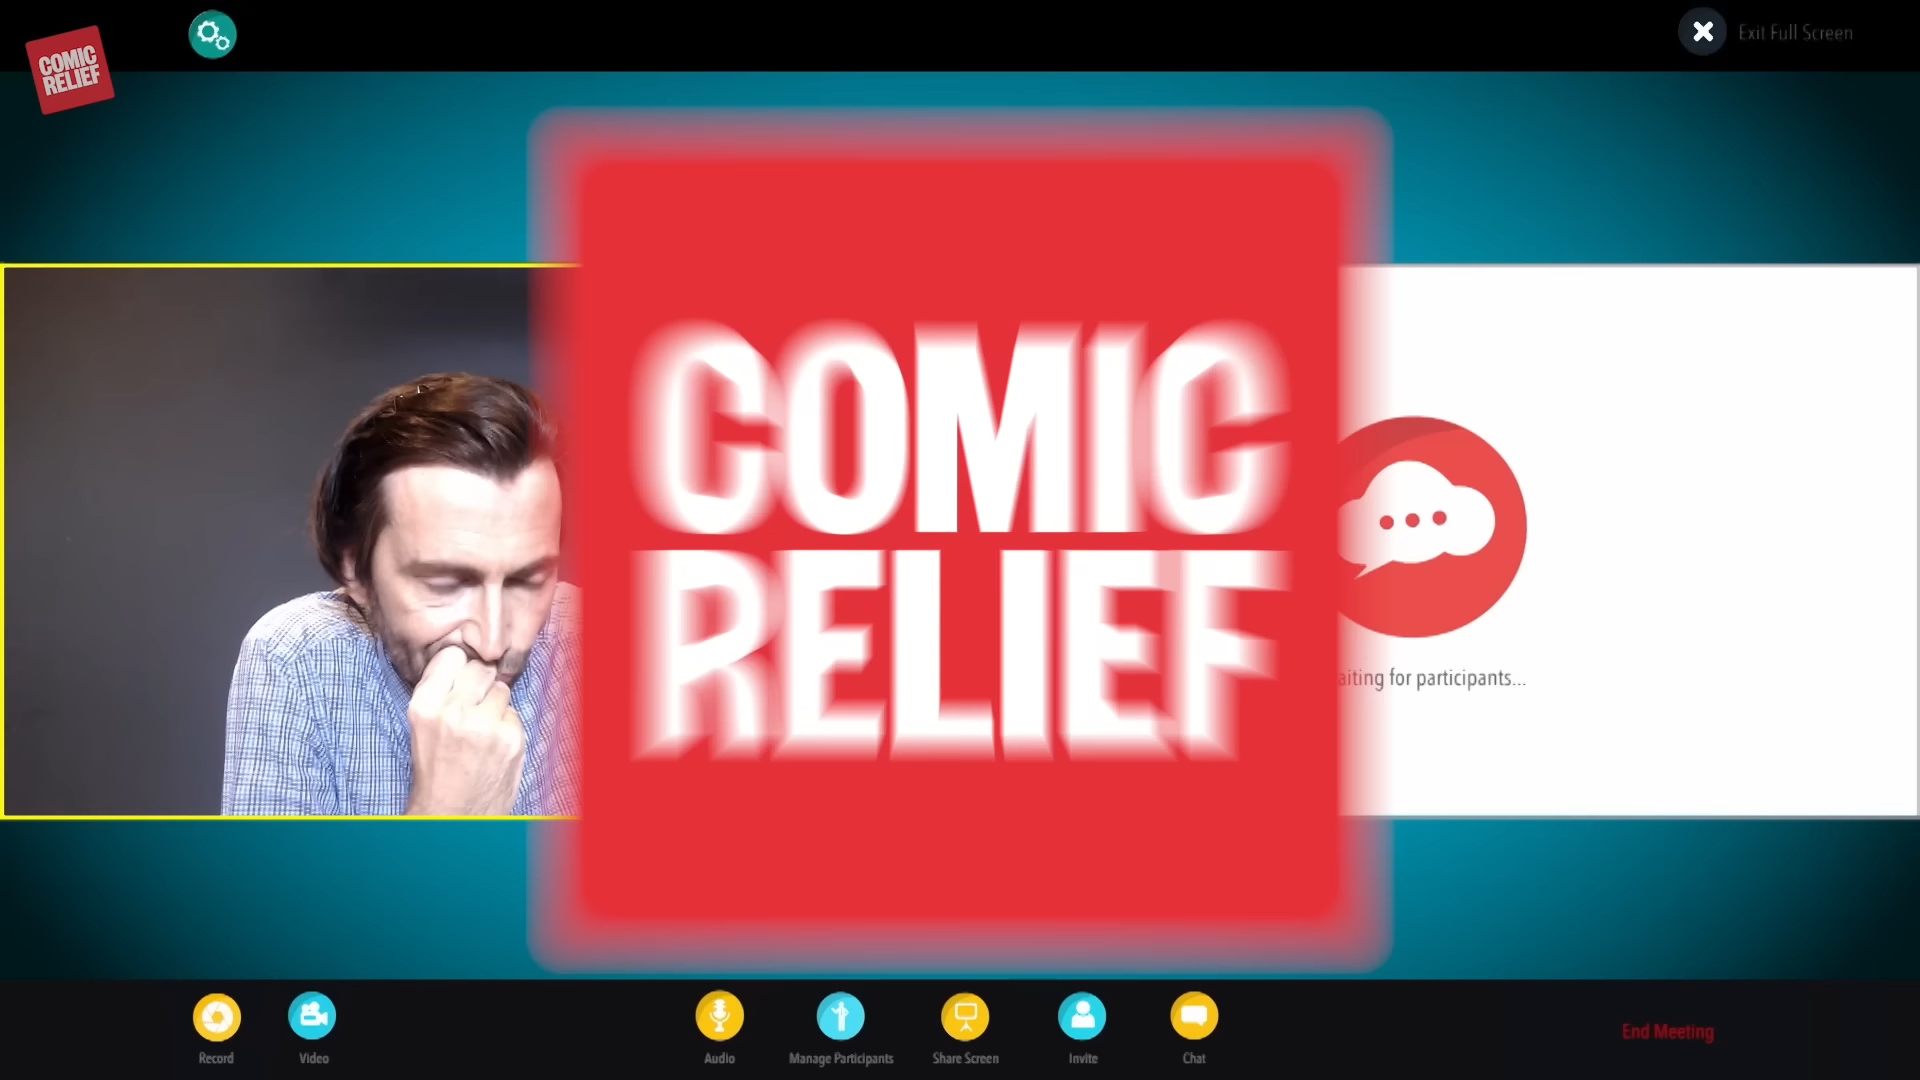 COMIC
RELIEF
Exit Full Screen
COMIC
RELIEF
aiting for participants...
Record
Video
Audio
Manage Participants
Share Screen
Invite
Chat
End Meeting